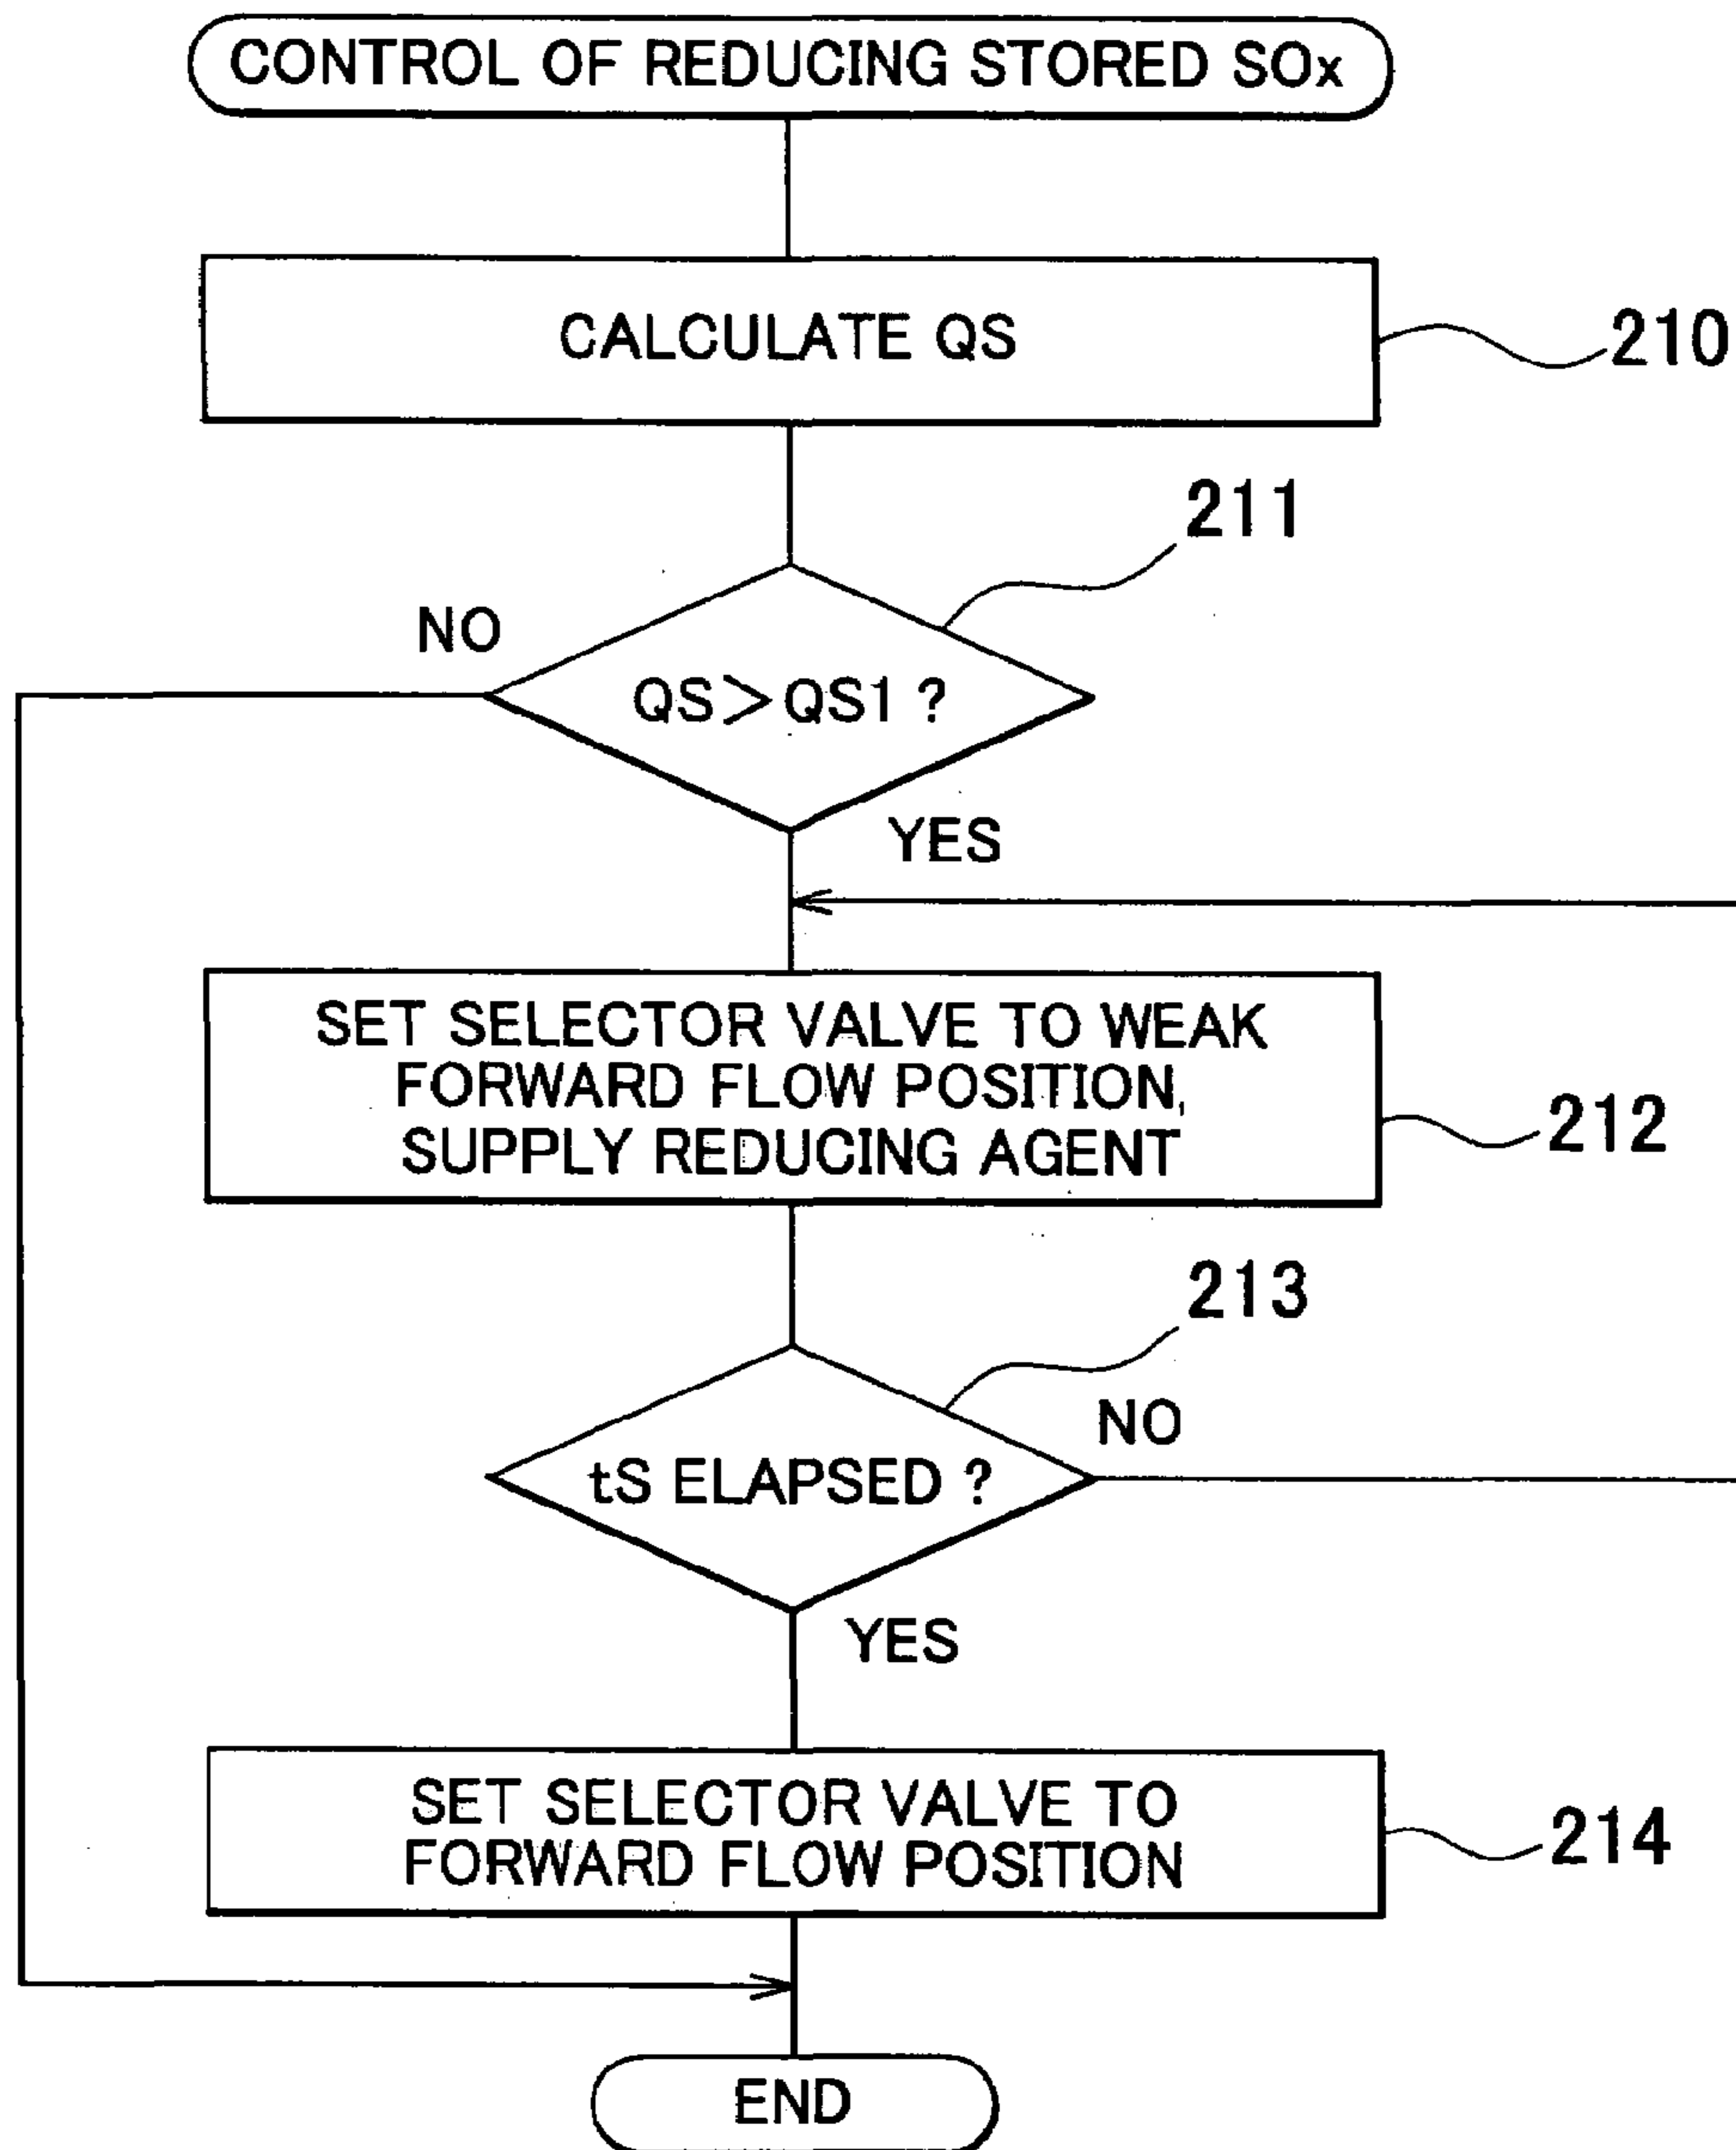 CONTROL OF REDUCING STORED SOx
CALCULATE QS
210
211
NO
QS>QS1 ?
YES
SET SELECTOR VALVE TO WEAK
FORWARD FLOW POSITION,
SUPPLY REDUCING AGENT
212
213
NO
tS ELAPSED ?
YES
SET SELECTOR VALVE TO
FORWARD FLOW POSITION
214
END